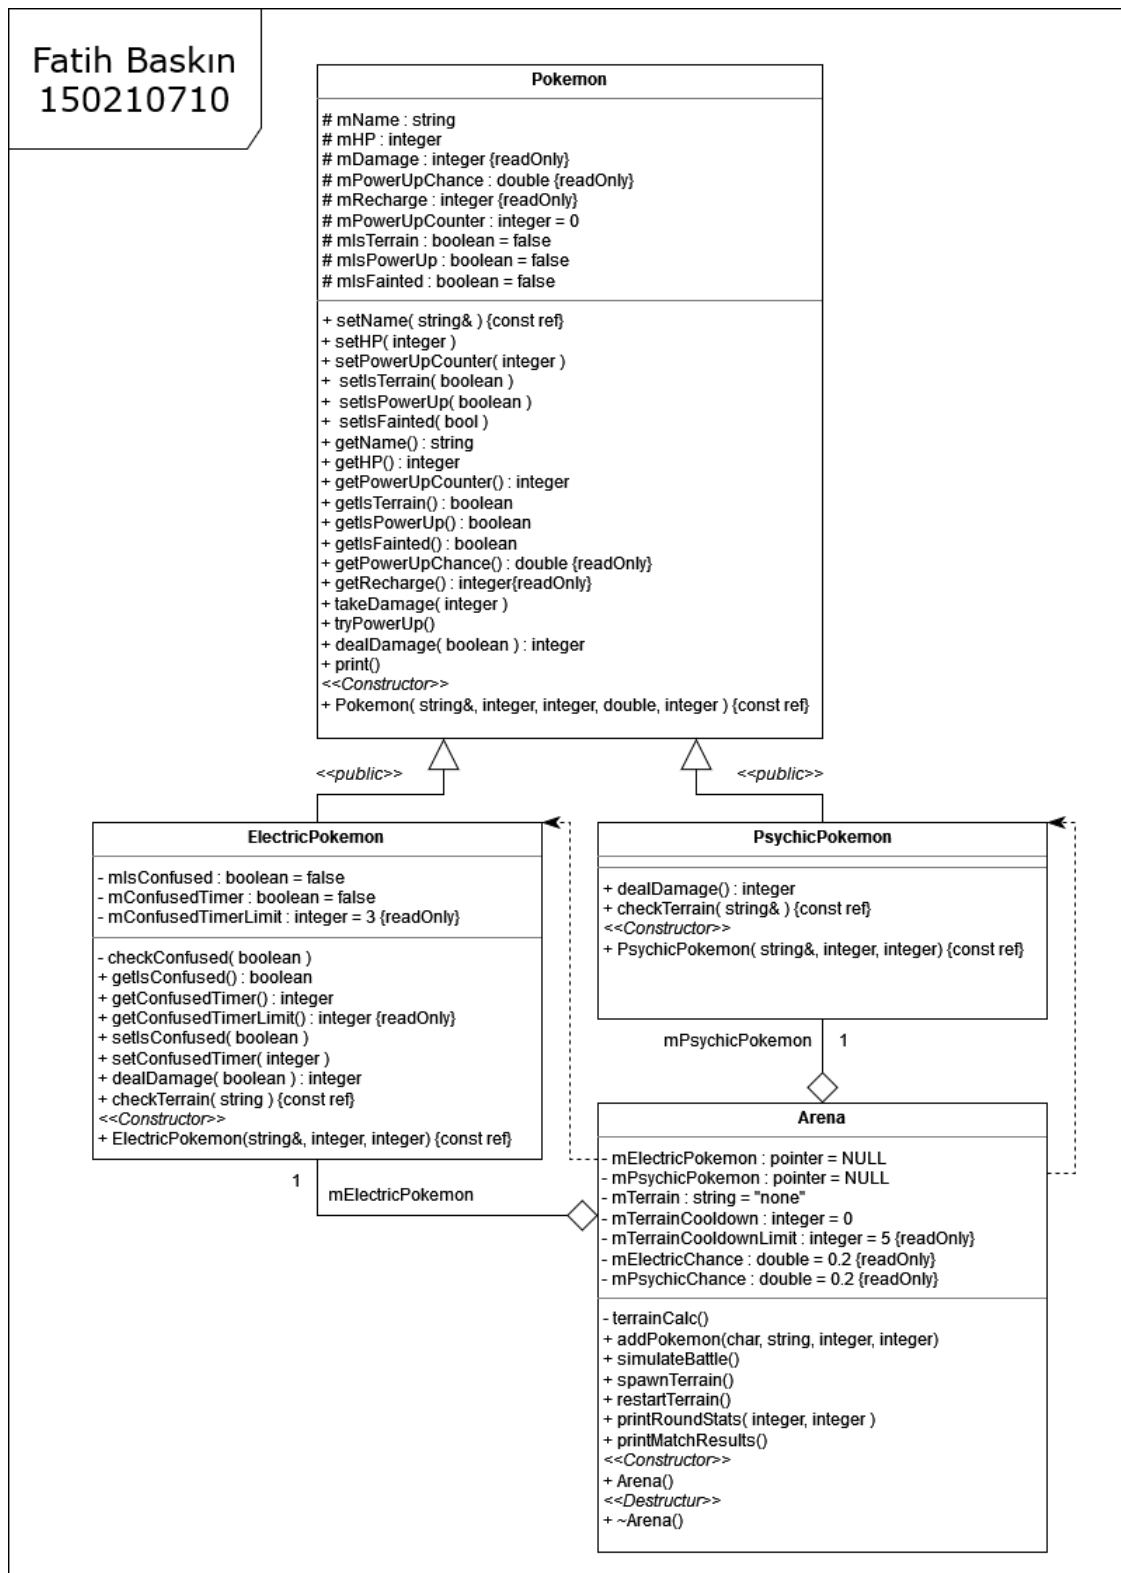 Fatih Baskın
150210710
Pokemon
# mName : string
# mHP : integer
# mDamage : integer {readOnly}
# mPowerUpChance : double {readOnly}
# mRecharge : integer {readOnly}
# mPowerUpCounter : integer = 0
# mIsTerrain : boolean = false
# mIsPowerUp : boolean = false
# mIsFainted : boolean = false
+ setName( string& ) {const ref}
+ setHP( integer )
+ setPowerUpCounter( integer )
+ setIsTerrain( boolean )
+ setIsPowerUp( boolean )
+ setIsFainted( bool )
+ getName() : string
+ getHP() : integer
+ getPowerUpCounter() : integer
+ getIsTerrain() : boolean
+ getIsPowerUp() : boolean
+ getIsFainted() : boolean
+ getPowerUpChance() : double {readOnly}
+ getRecharge() : integer{readOnly}
+ takeDamage( integer )
+ tryPowerUp()
+ dealDamage( boolean ) : integer
+ print()
<<Constructor>>
+ Pokemon( string&, integer, integer, double, integer ) {const ref}
<<public>>
<<public>>
ElectricPokemon
- mIsConfused : boolean = false
- mConfusedTimer : boolean = false
- mConfusedTimerLimit : integer = 3 {readOnly}
- checkConfused( boolean )
+ getIsConfused() : boolean
+ getConfusedTimer() : integer
+ getConfusedTimerLimit() : integer {readOnly}
+ setIsConfused( boolean )
+ setConfusedTimer( integer )
+ dealDamage( boolean ) : integer
+ checkTerrain( string ) {const ref}
<<Constructor>>
+ ElectricPokemon(string&, integer, integer) {const ref}
PsychicPokemon
+ dealDamage() : integer
+ checkTerrain( string& ) {const ref}
<<Constructor>>
+ PsychicPokemon( string&, integer, integer) {const ref}
mPsychicPokemon
1
1
mElectricPokemon
Arena
- mElectricPokemon : pointer = NULL
- mPsychicPokemon : pointer = NULL
- mTerrain : string = "none"
- mTerrainCooldown : integer = 0
- mTerrainCooldownLimit : integer = 5 {readOnly}
- mElectricChance : double = 0.2 {readOnly}
- mPsychicChance : double = 0.2 {readOnly}
- terrainCalc()
+ addPokemon(char, string, integer, integer)
+ simulateBattle()
+ spawnTerrain()
+ restartTerrain()
+ printRoundStats( integer, integer )
+ printMatchResults()
<<Constructor>>
+ Arena()
<<Destructur>>
+ ~Arena()